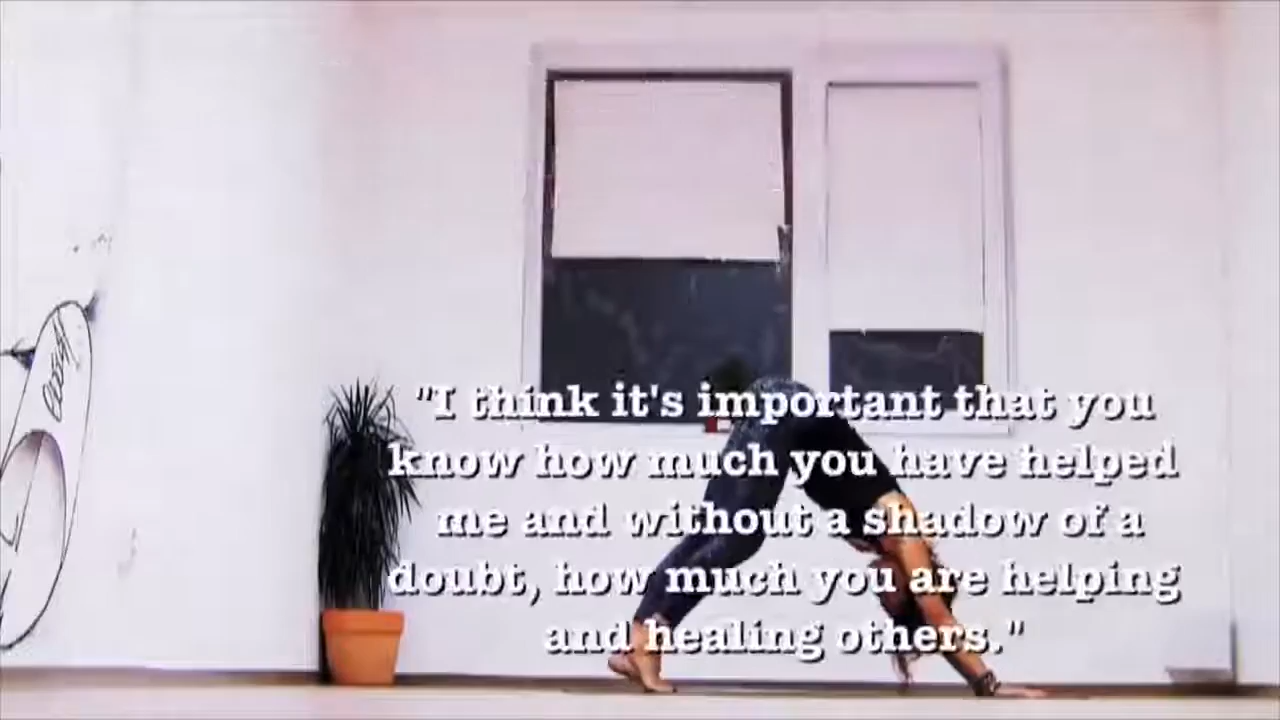 "I think it's important that you
know how much you have helped
me and without a shadow of a
doubt, how much you are helping
and healing others."